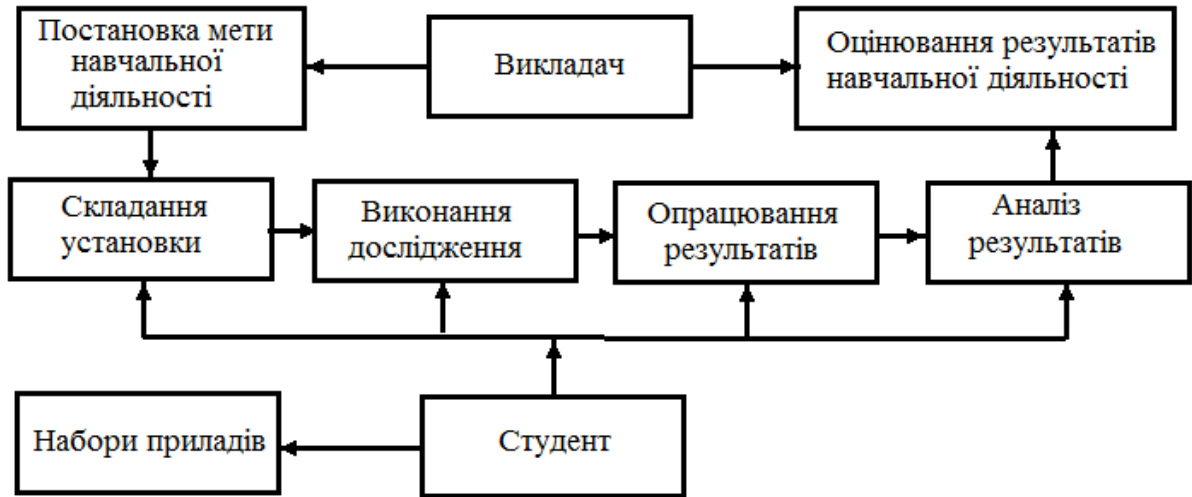 Постановка мети
навчальної
діяльності
Викладач
Оцінювання результатів
навчальної діяльності
Складання
установки
Виконання
дослідження
Опрацювання
результатів
Аналіз
результатів
Набори приладів
Студент